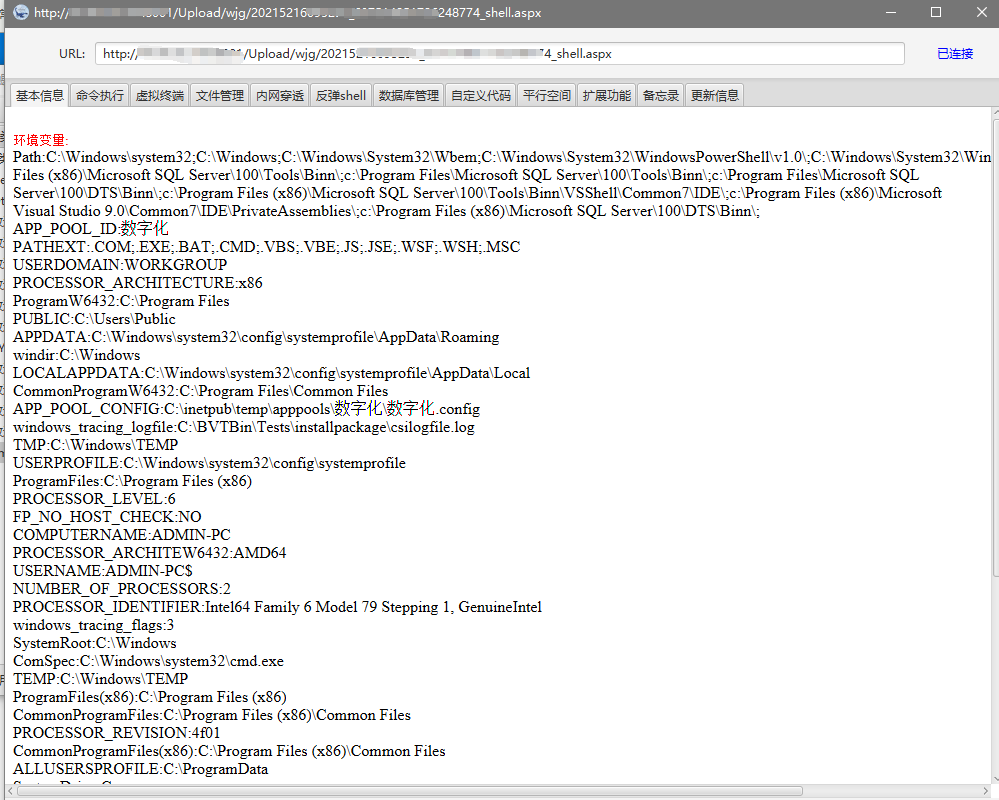 http://
8001/Upload/wjg/20215216095
248774_shell.aspx
URL:
http://
/Upload/wjg/202152
74_shell.aspx
已连接
基本信息 命令执行 虚拟终端 文件管理 内网穿透 反弹shell 数据库管理 自定义代码 平行空间 扩展功能 备忘录 更新信息
环境变量:
Path:C:\Windows\system32;C:\Windows;C:\Windows\System32\Wbem;C:\Windows\System32\WindowsPowerShell\v1.0\;C:\Windows\System32\Win
Files (x86)\Microsoft SQL Server\100\Tools\Binn\;c:\Program Files\Microsoft SQL Server\100\Tools\Binn\;c:\Program Files\Microsoft SQL
Server\100\DTS\Binn\;c:\Program Files (x86)\Microsoft SQL Server\100\Tools\Binn\VSShell\Common7\IDE\;c:\Program Files (x86)\Microsoft
Visual Studio 9.0\Common7\IDE\PrivateAssemblies\;c:\Program Files (x86)\Microsoft SQL Server\100\DTS\Binn\;
APP_POOL_ID:数字化
PATHEXT:.COM;.EXE;.BAT;.CMD;.VBS;.VBE;.JS;.JSE;.WSF;.WSH;.MSC
USERDOMAIN:WORKGROUP
PROCESSOR_ARCHITECTURE:x86
ProgramW6432:C:\Program Files
PUBLIC:C:\Users\Public
APPDATA:C:\Windows\system32\config\systemprofile\AppData\Roaming
windir:C:\Windows
LOCALAPPDATA:C:\Windows\system32\config\systemprofile\AppData\Local
CommonProgramW6432:C:\Program Files\Common Files
APP_POOL_CONFIG:C:\inetpub\temp\apppools\数字化\数字化.config
windows_tracing_logfile:C:\BVTBin\Tests\installpackage\csilogfile.log
TMP:C:\Windows\TEMP
USERPROFILE:C:\Windows\system32\config\systemprofile
ProgramFiles:C:\Program Files (x86)
PROCESSOR_LEVEL:6
FP_NO_HOST_CHECK:NO
COMPUTERNAME:ADMIN-PC
PROCESSOR_ARCHITEW6432:AMD64
USERNAME:ADMIN-PC$
NUMBER_OF_PROCESSORS:2
PROCESSOR_IDENTIFIER:Intel64 Family 6 Model 79 Stepping 1, GenuineIntel
windows_tracing_flags:3
SystemRoot:C:\Windows
ComSpec:C:\Windows\system32\cmd.exe
TEMP:C:\Windows\TEMP
ProgramFiles(x86):C:\Program Files (x86)
CommonProgramFiles:C:\Program Files (x86)\Common Files
PROCESSOR_REVISION:4f01
CommonProgramFiles(x86):C:\Program Files (x86)\Common Files
ALLUSERSPROFILE:C:\ProgramData